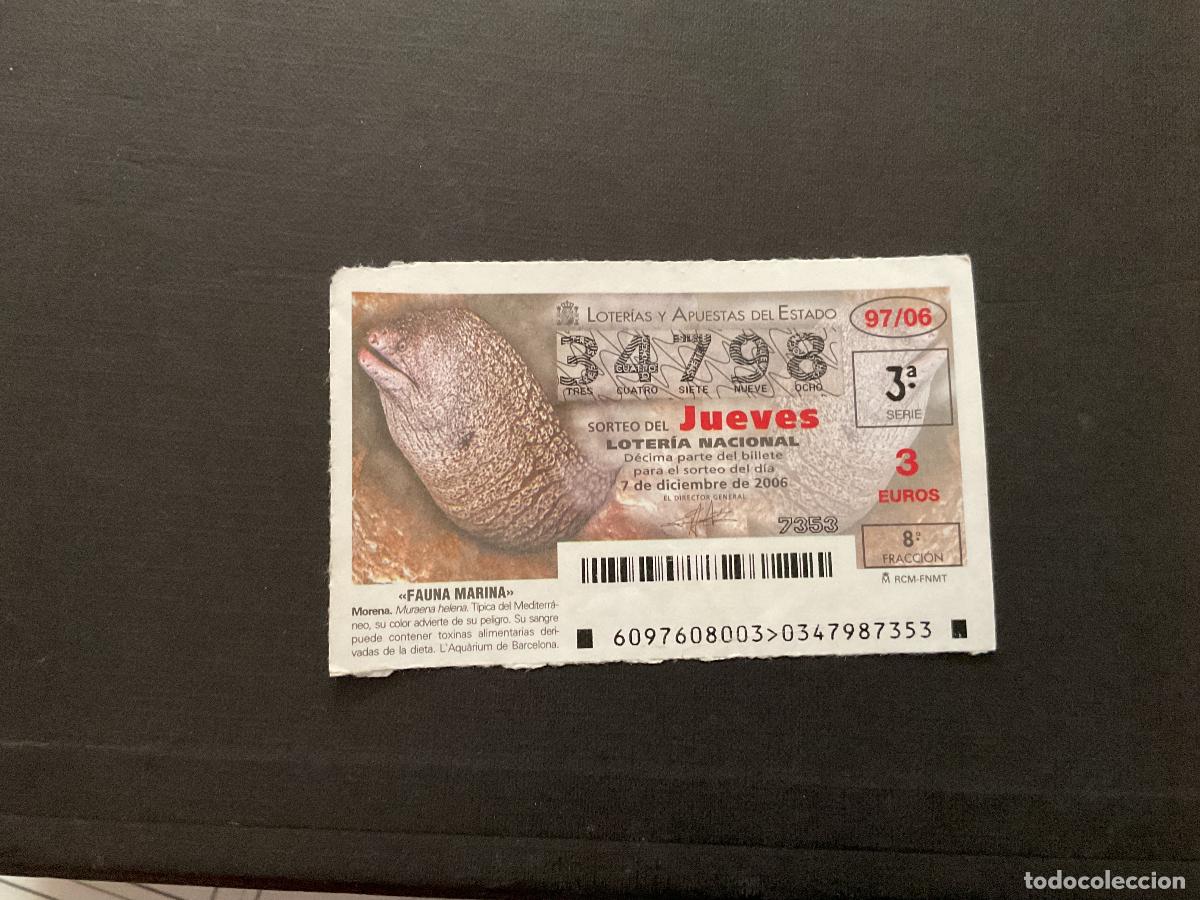 LOTERÍAS Y APUESTAS DEL ESTADO
97/06
34798
TRES CUATRO SIETE NUEVE OCHO
3ª
SERIE
SORTEO DEL Jueves
LOTERÍA NACIONAL
Décima parte del billete
para el sorteo del día
7 de diciembre de 2006
EL DIRECTOR GENERAL
7353
3
EUROS
8ª
FRACCIÓN
RCM-FNMT
«FAUNA MARINA»
Morena. Muraena helena. Típica del Mediterrá-
neo, su color advierte de su peligro. Su sangre
puede contener toxinas alimentarias deri-
vadas de la dieta. L'Aquàrium de Barcelona.
6097608003>0347987353
todocoleccion